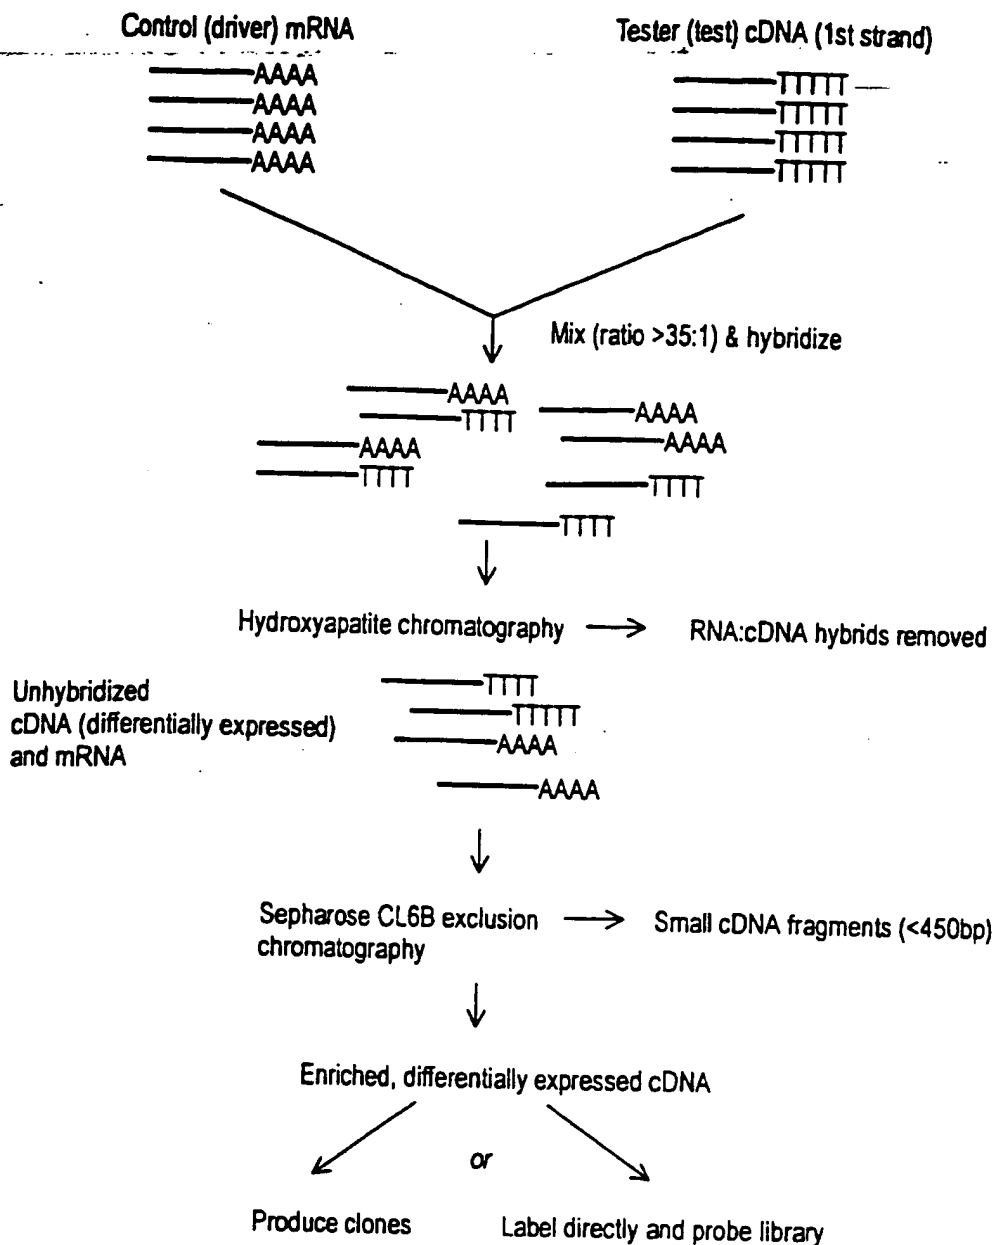 Control (driver) mRNA
Tester (test) cDNA (1st strand)
AAAA
AAAA
AAAA
AAAA
TTTTT
TTTTT
TTTTT
TTTTT
Mix (ratio >35:1) & hybridize
AAAA
TTTT
AAAA
AAAA
AAAA
TTTT
TTTT
TTTT
Hydroxyapatite chromatography
RNA:cDNA hybrids removed
Unhybridized
cDNA (differentially expressed)
and mRNA
TTTT
TTTTT
AAAA
AAAA
Sepharose CL6B exclusion
chromatography
Small cDNA fragments (<450bp)
Enriched, differentially expressed cDNA
or
Produce clones
Label directly and probe library